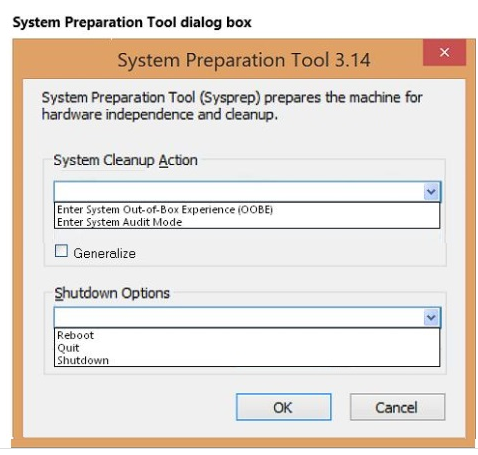 System Preparation Tool dialog box
System Preparation Tool 3.14
System Preparation Tool (Sysprep) prepares the machine for
hardware independence and cleanup.
System Cleanup Action
Enter System Out-of-Box Experience (OOBE)
Enter System Audit Mode
Generalize
Shutdown Options
Reboot
Quit
Shutdown
OK
Cancel